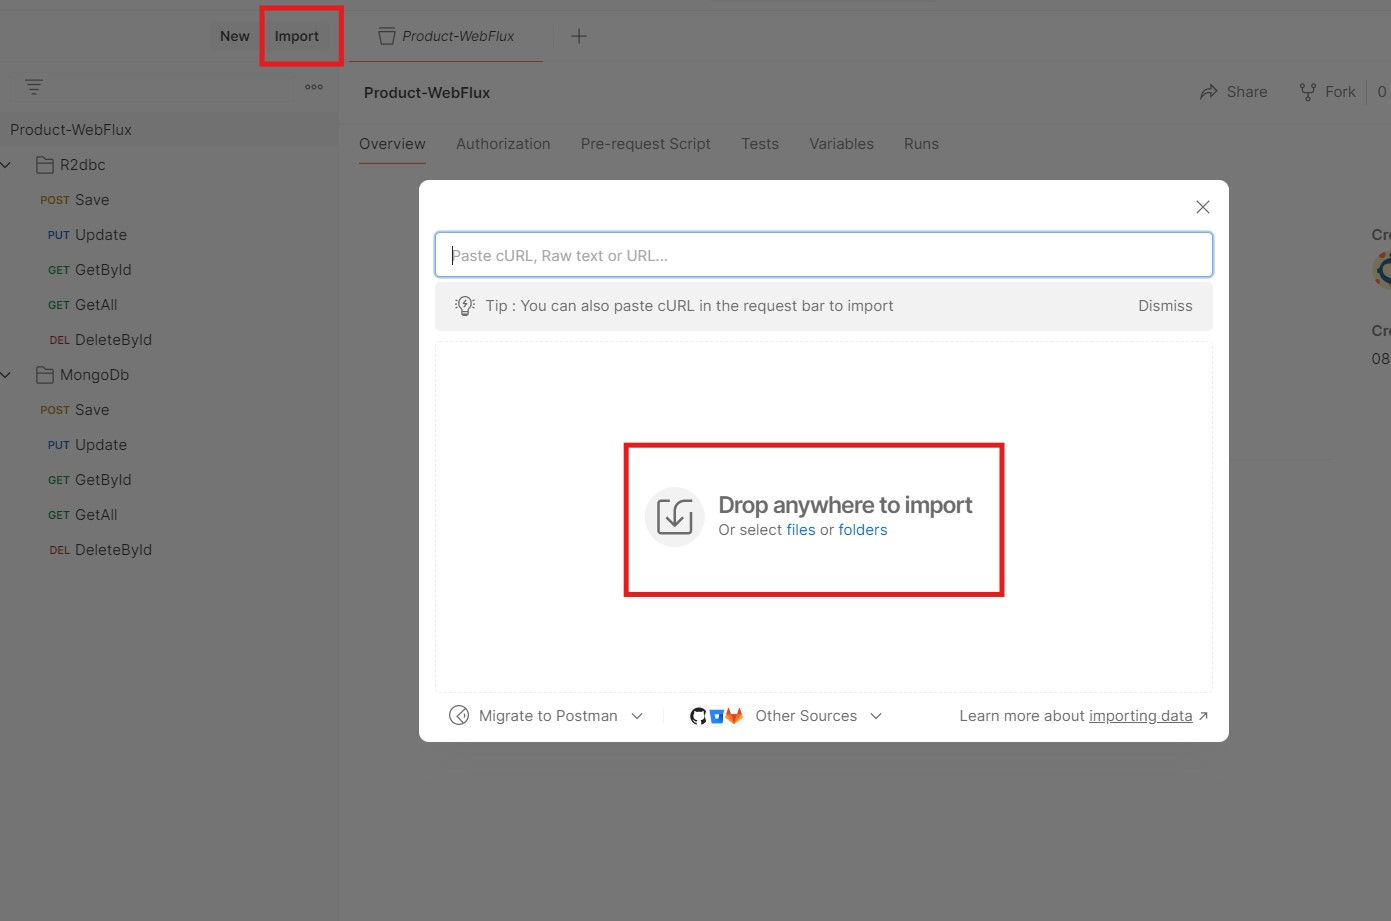 New
Import
Product-WebFlux
Product-WebFlux
Share
Fork
0
Product-WebFlux
Overview
Authorization
Pre-request Script
Tests
Variables
Runs
R2dbc
POST Save
PUT Update
GET GetById
GET GetAll
DEL DeleteById
MongoDb
POST Save
PUT Update
GET GetById
GET GetAll
DEL DeleteById
Paste cURL, Raw text or URL...
Tip : You can also paste cURL in the request bar to import
Dismiss
Drop anywhere to import
Or select files or folders
Migrate to Postman
Other Sources
Learn more about importing data
Cre
Cre
08